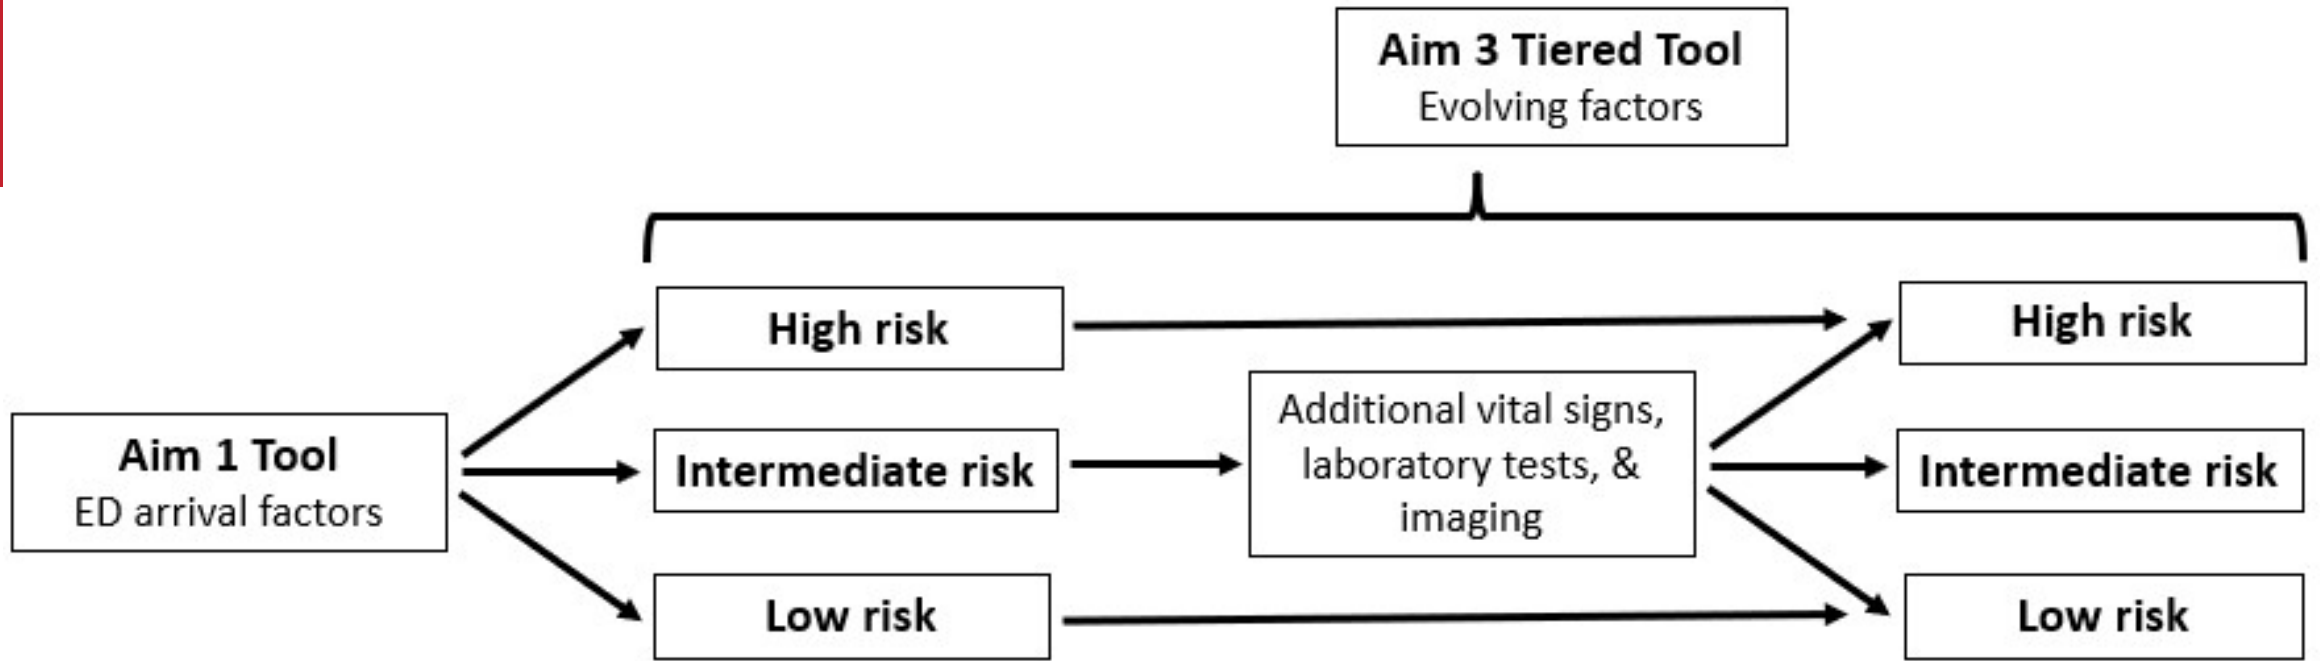 Aim 3 Tiered Tool
Evolving factors
High risk
High risk
Additional vital signs,
laboratory tests, &
imaging
Aim 1 Tool
ED arrival factors
Intermediate risk
Intermediate risk
Low risk
Low risk